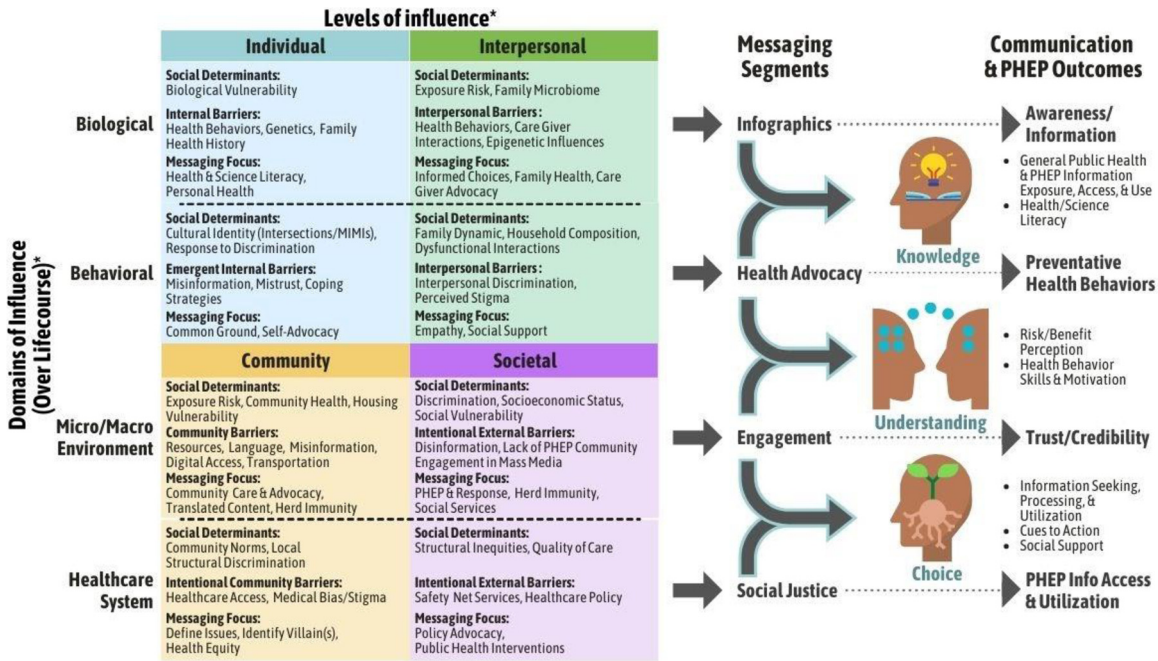 Levels of influence*
Individual
Interpersonal
Messaging
Segments
Communication
& PHEP Outcomes
Domains of Influence
(Over Lifecourse)*
Biological
Social Determinants:
Biological Vulnerability
Internal Barriers:
Health Behaviors, Genetics, Family
Health History
Messaging Focus:
Health & Science Literacy,
Personal Health
Social Determinants:
Exposure Risk, Family Microbiome
Interpersonal Barriers:
Health Behaviors, Care Giver
Interactions, Epigenetic Influences
Messaging Focus:
Informed Choices, Family Health, Care
Giver Advocacy
Infographics
Awareness/
Information
• General Public Health
& PHEP Information
Exposure, Access, & Use
• Health/Science
Literacy
Knowledge
Behavioral
Social Determinants:
Cultural Identity (Intersections/MIMIs),
Response to Discrimination
Emergent Internal Barriers:
Misinformation, Mistrust, Coping
Strategies
Messaging Focus:
Common Ground, Self-Advocacy
Social Determinants:
Family Dynamic, Household Composition,
Dysfunctional Interactions
Interpersonal Barriers:
Interpersonal Discrimination,
Perceived Stigma
Messaging Focus:
Empathy, Social Support
Health Advocacy
Preventative
Health Behaviors
• Risk/Benefit
Perception
• Health Behavior
Skills & Motivation
Understanding
Community
Societal
Micro/Macro
Environment
Social Determinants:
Exposure Risk, Community Health, Housing
Vulnerability
Community Barriers:
Resources, Language, Misinformation,
Digital Access, Transportation
Messaging Focus:
Community Care & Advocacy,
Translated Content, Herd Immunity
Social Determinants:
Discrimination, Socioeconomic Status,
Social Vulnerability
Intentional External Barriers:
Disinformation, Lack of PHEP Community
Engagement in Mass Media
Messaging Focus:
PHEP & Response, Herd Immunity,
Social Services
Engagement
Trust/Credibility
• Information Seeking,
Processing, &
Utilization
• Cues to Action
• Social Support
Choice
Healthcare
System
Social Determinants:
Community Norms, Local
Structural Discrimination
Intentional Community Barriers:
Healthcare Access, Medical Bias/Stigma
Messaging Focus:
Define Issues, Identify Villain(s),
Health Equity
Social Determinants:
Structural Inequities, Quality of Care
Intentional External Barriers:
Safety Net Services, Healthcare Policy
Messaging Focus:
Policy Advocacy,
Public Health Interventions
Social Justice
PHEP Info Access
& Utilization